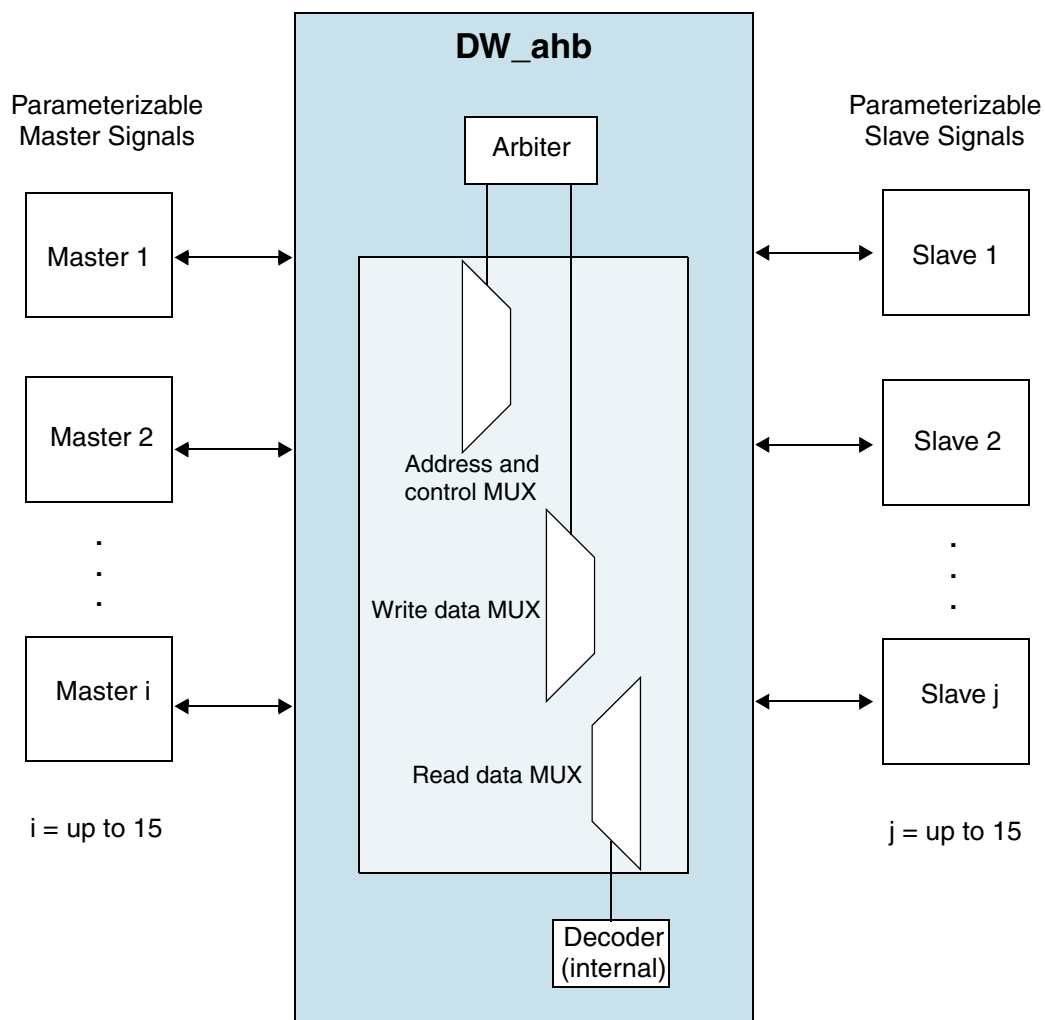 DW_ahb
Parameterizable
Master Signals
Parameterizable
Slave Signals
Arbiter
Master 1
Slave 1
Master 2
Slave 2
Address and
control MUX
.
.
.
.
.
.
Write data MUX
Master i
Slave j
Read data MUX
i = up to 15
j = up to 15
Decoder
(internal)